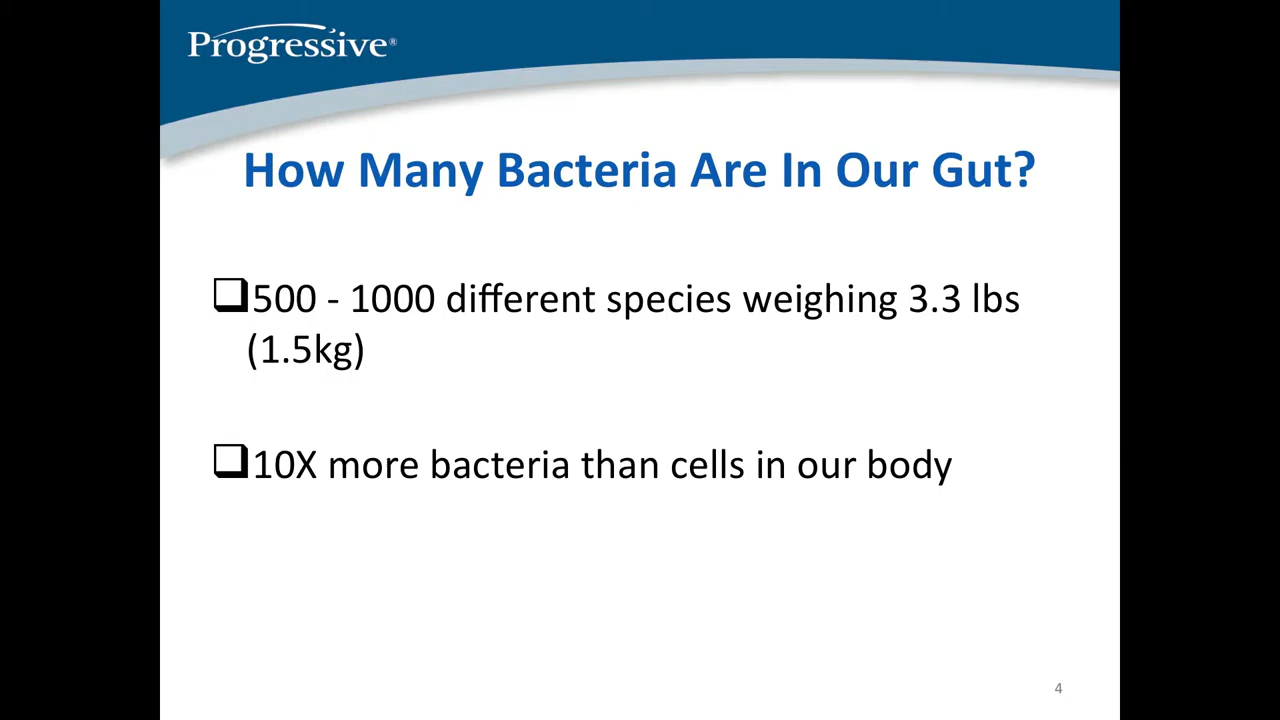 Progressive®
How Many Bacteria Are In Our Gut?
❑500 - 1000 different species weighing 3.3 lbs
(1.5kg)
❑10X more bacteria than cells in our body
4